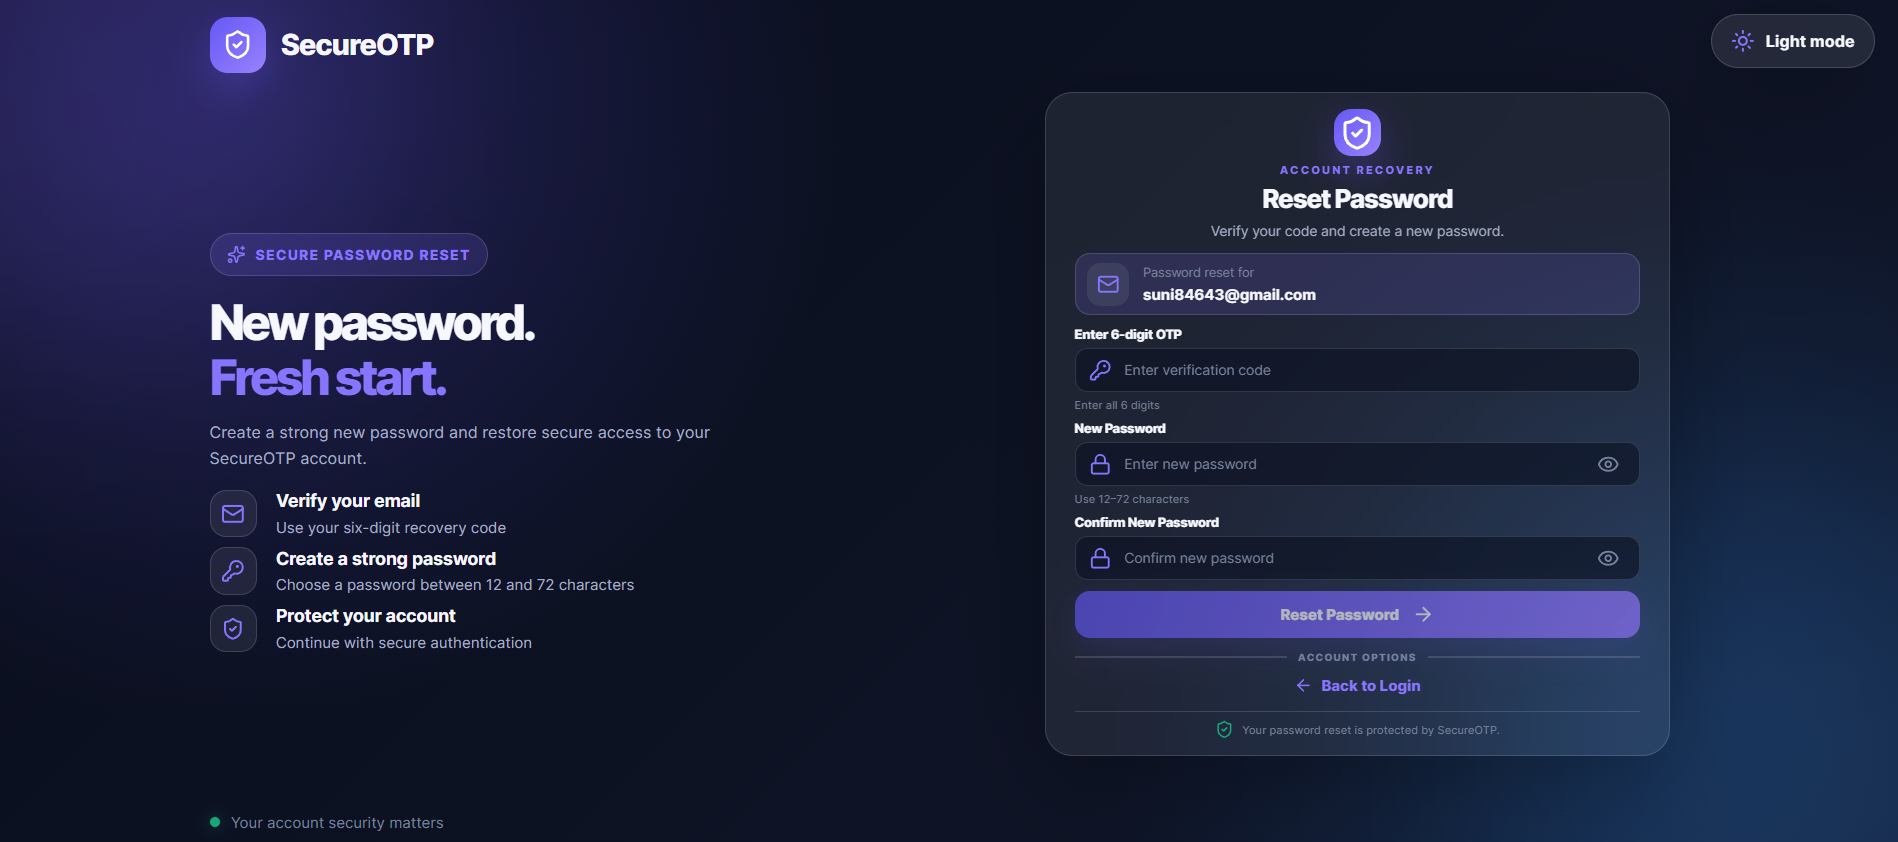 SecureOTP
Light mode
SECURE PASSWORD RESET
New password.
Fresh start.
Create a strong new password and restore secure access to your
SecureOTP account.
Verify your email
Use your six-digit recovery code
Create a strong password
Choose a password between 12 and 72 characters
Protect your account
Continue with secure authentication
Your account security matters
ACCOUNT RECOVERY
Reset Password
Verify your code and create a new password.
Password reset for
suni84643@gmail.com
Enter 6-digit OTP
Enter verification code
Enter all 6 digits
New Password
Enter new password
Use 12–72 characters
Confirm New Password
Confirm new password
Reset Password
ACCOUNT OPTIONS
Back to Login
Your password reset is protected by SecureOTP.